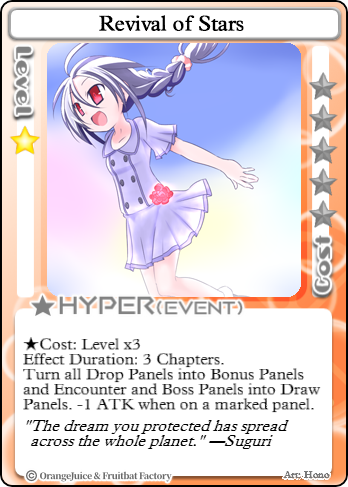 Revival of Stars
Level
Cost
★HYPER(EVENT)
★Cost: Level x3
Effect Duration: 3 Chapters.
Turn all Drop Panels into Bonus Panels
and Encounter and Boss Panels into Draw
Panels. -1 ATK when on a marked panel.
"The dream you protected has spread
across the whole planet." —Suguri
© OrangeJuice & Fruitbat Factory
Art: Hono